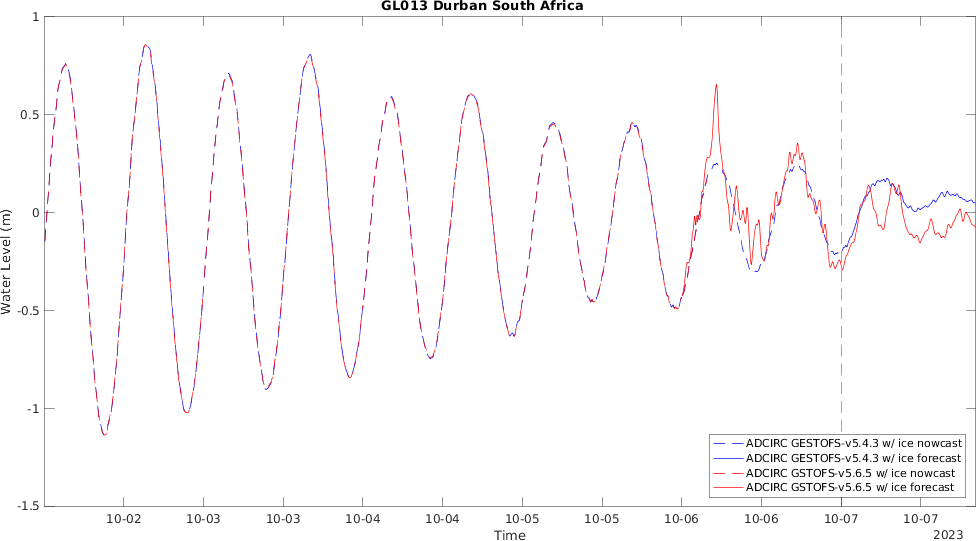 GL013 Durban South Africa
Water Level (m)
1
0.5
0
-0.5
-1
-1.5
ADCIRC GESTOFS-v5.4.3 w/ ice nowcast
ADCIRC GESTOFS-v5.4.3 w/ ice forecast
ADCIRC GSTOFS-v5.6.5 w/ ice nowcast
ADCIRC GSTOFS-v5.6.5 w/ ice forecast
10-02 10-03 10-03 10-04 10-04 10-05 10-05 10-06 10-06 10-07 10-07
Time
2023